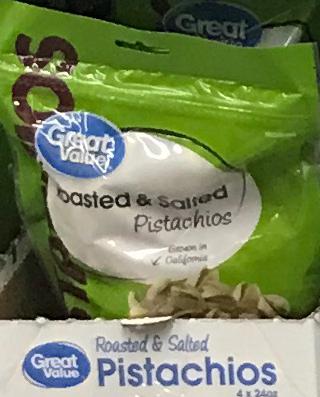 Great
Great
Value
Roasted & Salted
Pistachios
Grown in
California
Great
Value
Roasted & Salted
Pistachios
4 x 24oz